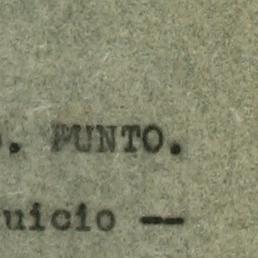 . PUNTO.
uicio --